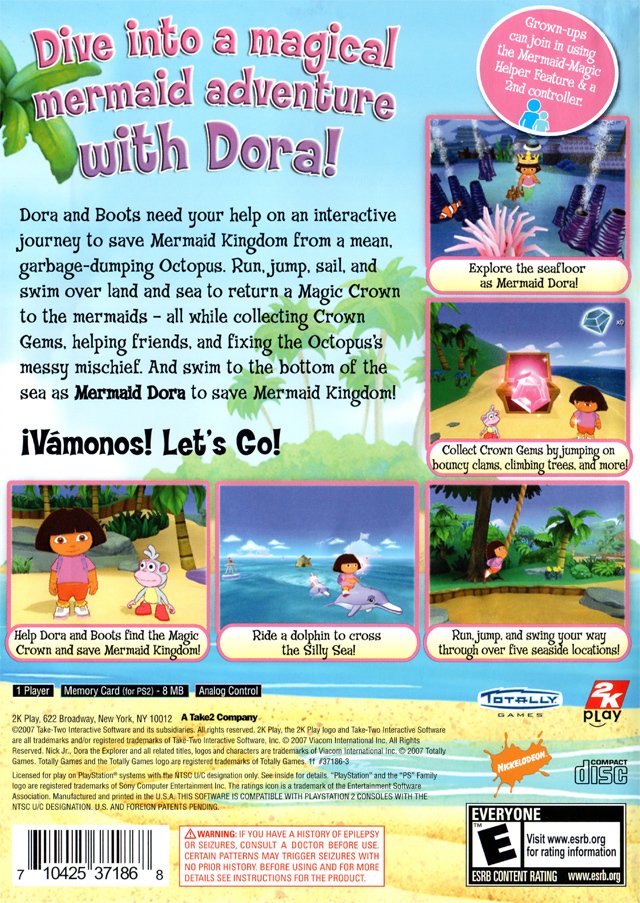 Dive into a magical
mermaid adventure
with Dora!
Grown-ups
can join in using
the Mermaid-Magic
Helper Feature & a
2nd controller.
Dora and Boots need your help on an interactive
journey to save Mermaid Kingdom from a mean,
garbage-dumping Octopus. Run, jump, sail, and
swim over land and sea to return a Magic Crown
to the mermaids – all while collecting Crown
Gems, helping friends, and fixing the Octopus's
messy mischief. And swim to the bottom of the
sea as Mermaid Dora to save Mermaid Kingdom!
¡Vámonos! Let's Go!
Explore the seafloor
as Mermaid Dora!
x0
Collect Crown Gems by jumping on
bouncy clams, climbing trees, and more!
Help Dora and Boots find the Magic
Crown and save Mermaid Kingdom!
Ride a dolphin to cross
the Silly Sea!
Run, jump, and swing your way
through over five seaside locations!
1 Player
Memory Card (for PS2) - 8 MB
Analog Control
2K Play, 622 Broadway, New York, NY 10012 A Take2 Company
©2007 Take-Two Interactive Software and its subsidiaries. All rights reserved. 2K Play, the 2K Play logo and Take-Two Interactive Software
are all trademarks and/or registered trademarks of Take-Two Interactive Software, Inc. © 2007 Viacom International Inc. All Rights
Reserved. Nick Jr., Dora the Explorer and all related titles, logos and characters are trademarks of Viacom International Inc. © 2007 Totally
Games. Totally Games and the Totally Games logo are registered trademarks of Totally Games. ff #37186-3
Licensed for play on PlayStation® systems with the NTSC U/C designation only. See inside for details. "PlayStation" and the "PS" Family
logo are registered trademarks of Sony Computer Entertainment Inc. The ratings icon is a trademark of the Entertainment Software
Association. Manufactured and printed in the U.S.A. THIS SOFTWARE IS COMPATIBLE WITH PLAYSTATION 2 CONSOLES WITH THE
NTSC U/C DESIGNATION. U.S. AND FOREIGN PATENTS PENDING.
TOTALLY
GAMES
2K
play
NICKELODEON
COMPACT
disc
7 10425 37186 8
WARNING: IF YOU HAVE A HISTORY OF EPILEPSY
OR SEIZURES, CONSULT A DOCTOR BEFORE USE.
CERTAIN PATTERNS MAY TRIGGER SEIZURES WITH
NO PRIOR HISTORY. BEFORE USING AND FOR MORE
DETAILS SEE INSTRUCTIONS FOR THE PRODUCT.
EVERYONE
E
TM
Visit www.esrb.org
for rating information
ESRB CONTENT RATING www.esrb.org